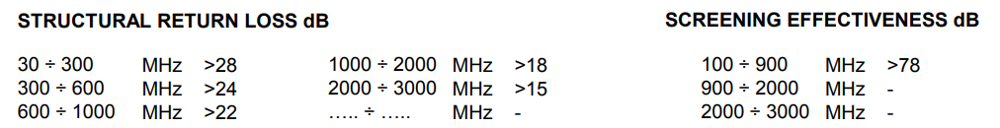 STRUCTURAL RETURN LOSS dB SCREENING EFFECTIVENESS dB
30 ÷ 300 MHz >28 1000 ÷ 2000 MHz >18 100 ÷ 900 MHz >78
300 ÷ 600 MHz >24 2000 ÷ 3000 MHz >15 900 ÷ 2000 MHz -
600 ÷ 1000 MHz >22 ..... ÷ ..... MHz - 2000 ÷ 3000 MHz -